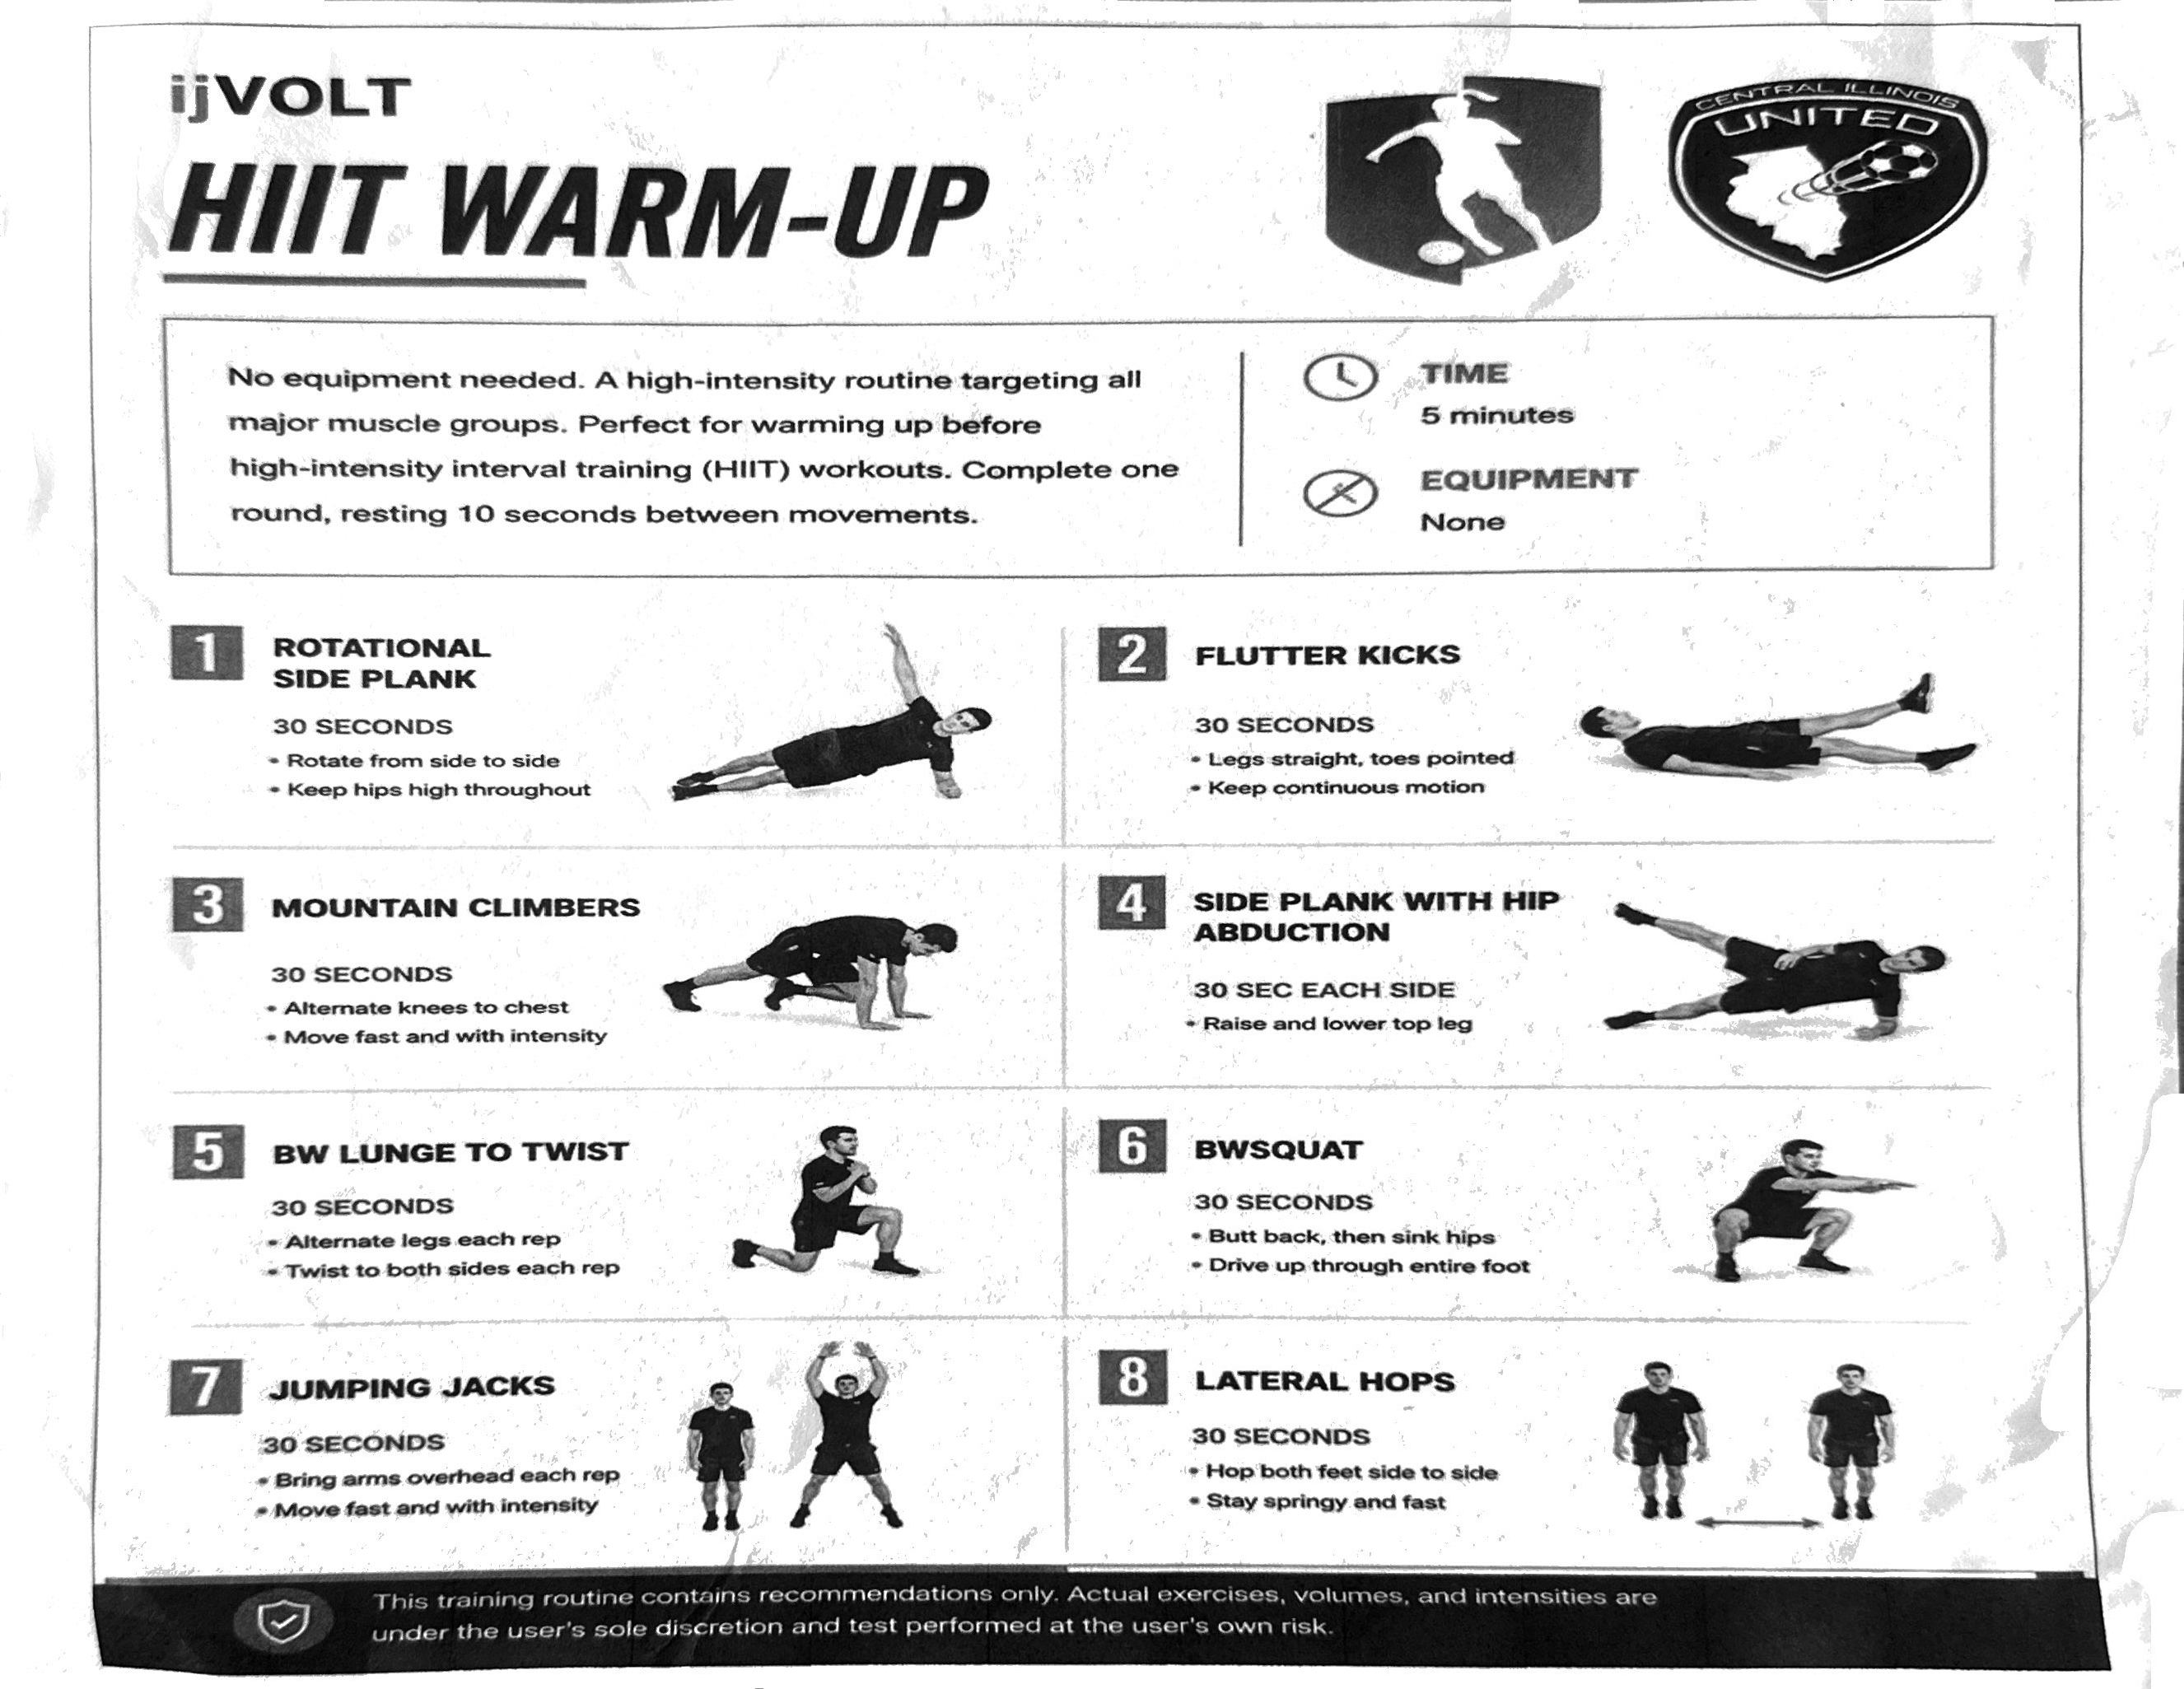 ijVOLT
HIIT WARM-UP
CENTRAL ILLINOIS
UNITED
No equipment needed. A high-intensity routine targeting all
major muscle groups. Perfect for warming up before
high-intensity interval training (HIIT) workouts. Complete one
round, resting 10 seconds between movements.
TIME
5 minutes
EQUIPMENT
None
1
ROTATIONAL
SIDE PLANK
30 SECONDS
• Rotate from side to side
• Keep hips high throughout
2
FLUTTER KICKS
30 SECONDS
• Legs straight, toes pointed
• Keep continuous motion
3
MOUNTAIN CLIMBERS
30 SECONDS
• Alternate knees to chest
• Move fast and with intensity
4
SIDE PLANK WITH HIP
ABDUCTION
30 SEC EACH SIDE
• Raise and lower top leg
5
BW LUNGE TO TWIST
30 SECONDS
• Alternate legs each rep
• Twist to both sides each rep
6
BWSQUAT
30 SECONDS
• Butt back, then sink hips
• Drive up through entire foot
7
JUMPING JACKS
30 SECONDS
• Bring arms overhead each rep
• Move fast and with intensity
8
LATERAL HOPS
30 SECONDS
• Hop both feet side to side
• Stay springy and fast
This training routine contains recommendations only. Actual exercises, volumes, and intensities are
under the user's sole discretion and test performed at the user's own risk.